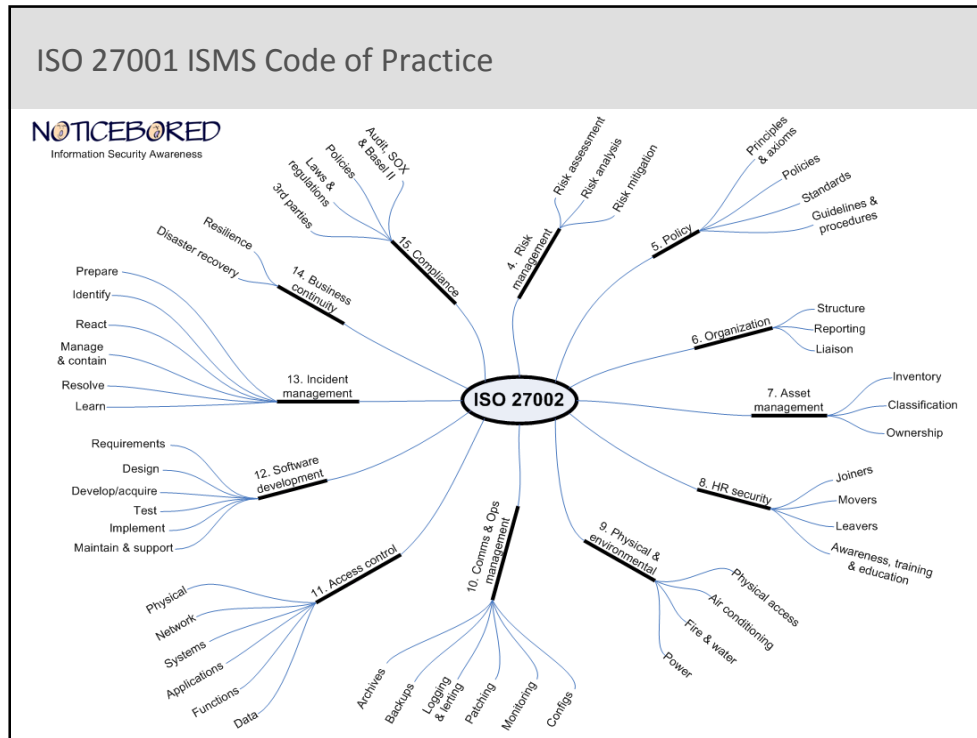 ISO 27001 ISMS Code of Practice
NOTICEBORED
Information Security Awareness
ISO 27002
4. Risk
management
Risk assessment
Risk analysis
Risk mitigation
5. Policy
Principles
& axioms
Policies
Standards
Guidelines &
procedures
6. Organization
Structure
Reporting
Liaison
7. Asset
management
Inventory
Classification
Ownership
8. HR security
Joiners
Movers
Leavers
Awareness, training
& education
9. Physical &
environmental
Physical access
Air conditioning
Fire & water
Power
10. Comms & Ops
management
Configs
Monitoring
Patching
Logging
& lerting
Backups
Archives
11. Access control
Physical
Network
Systems
Applications
Functions
Data
12. Software
development
Requirements
Design
Develop/acquire
Test
Implement
Maintain & support
13. Incident
management
Prepare
Identify
React
Manage
& contain
Resolve
Learn
14. Business
continuity
Resilience
Disaster recovery
15. Compliance
3rd parties
Laws &
regulations
Policies
Audit, SOX
& Basel II